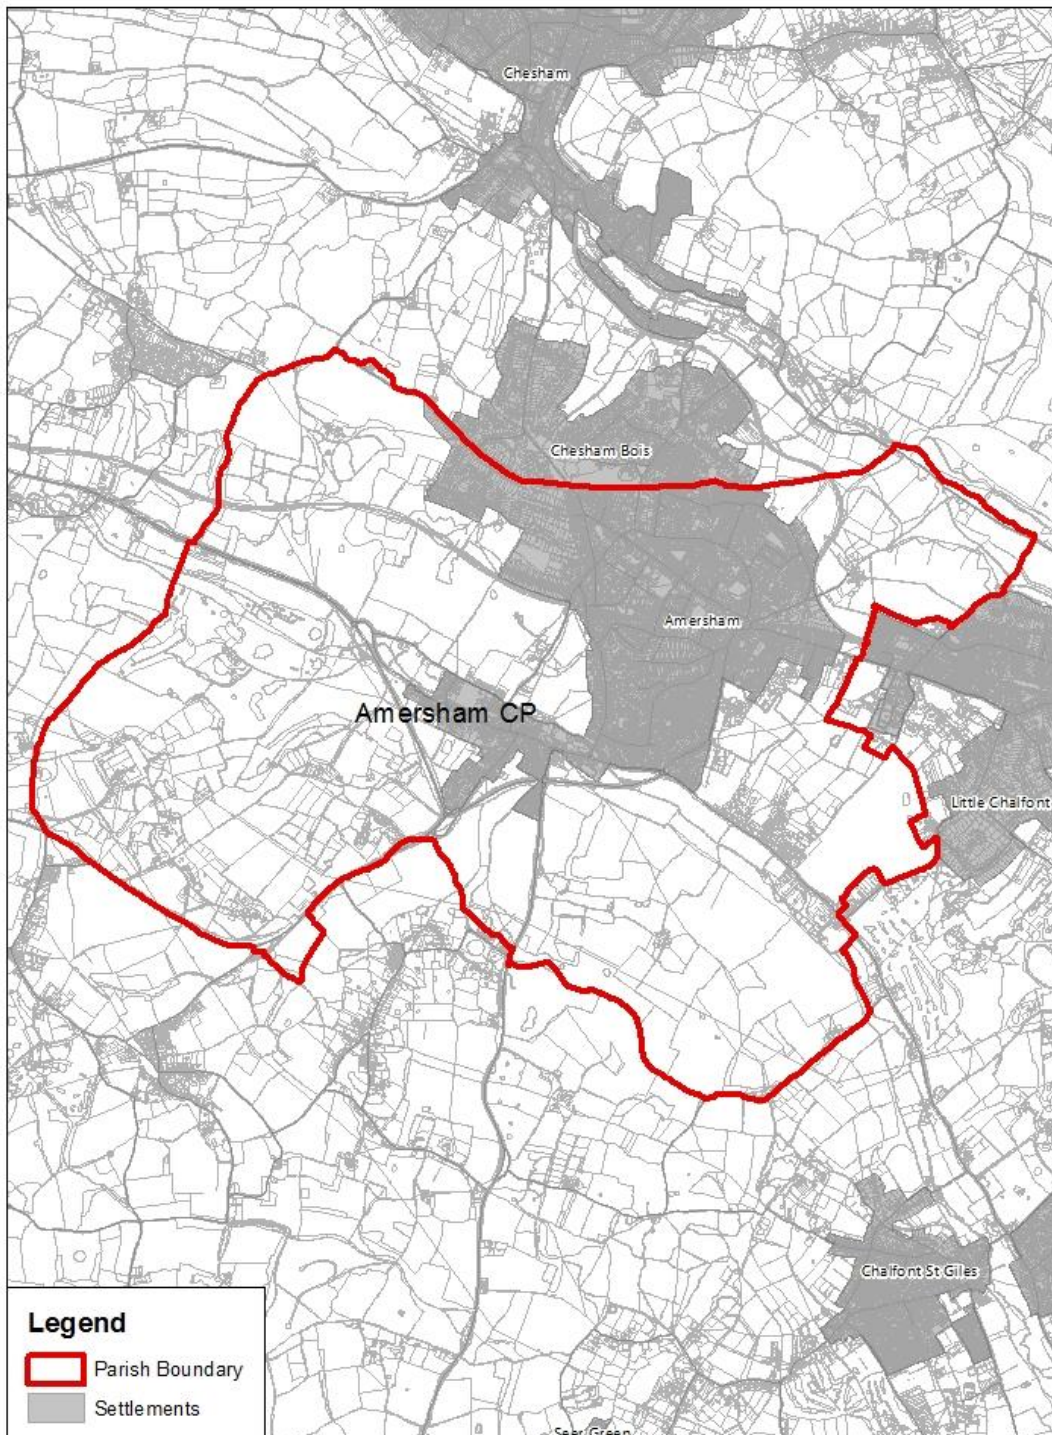 Chesham
Chesham Bois
Amersham
Amersham CP
Little Chalfont
Chalfont St Giles
Legend
Parish Boundary
Settlements
Seer Green